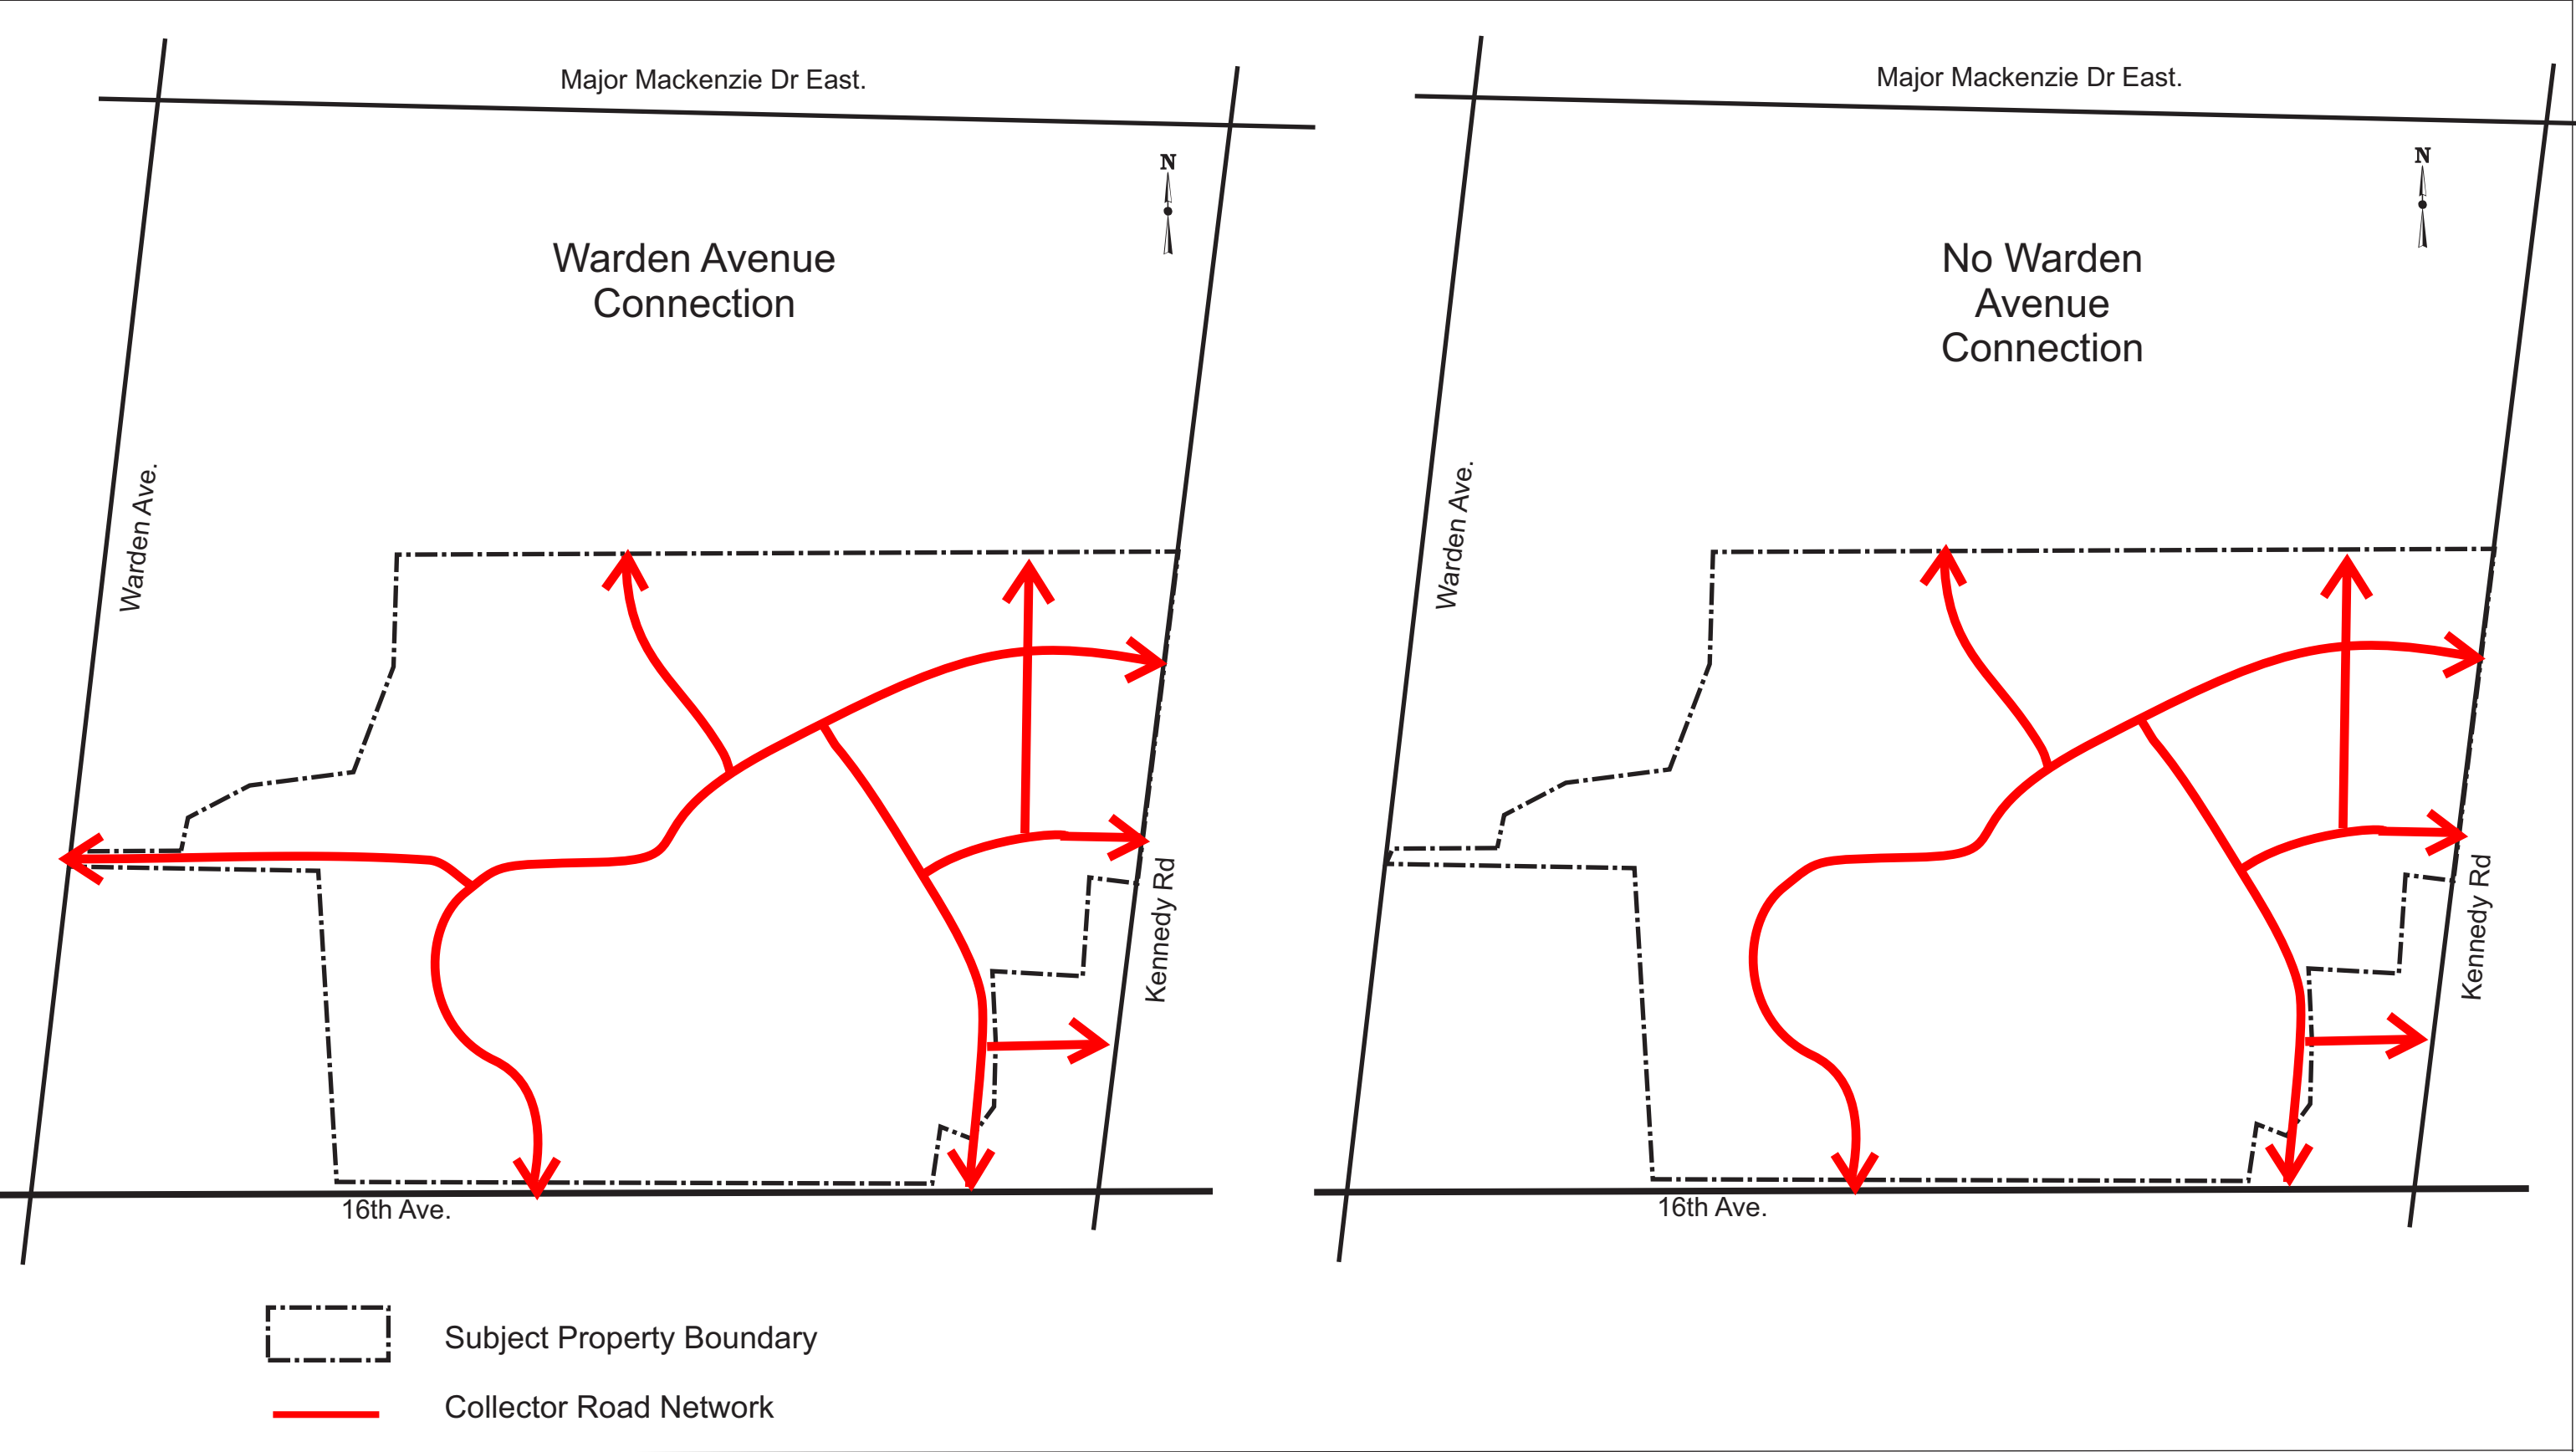 Major Mackenzie Dr East.
N
Warden Avenue
Connection
Warden Ave.
Kennedy Rd
16th Ave.
Major Mackenzie Dr East.
N
No Warden
Avenue
Connection
Warden Ave.
Kennedy Rd
16th Ave.
Subject Property Boundary
Collector Road Network